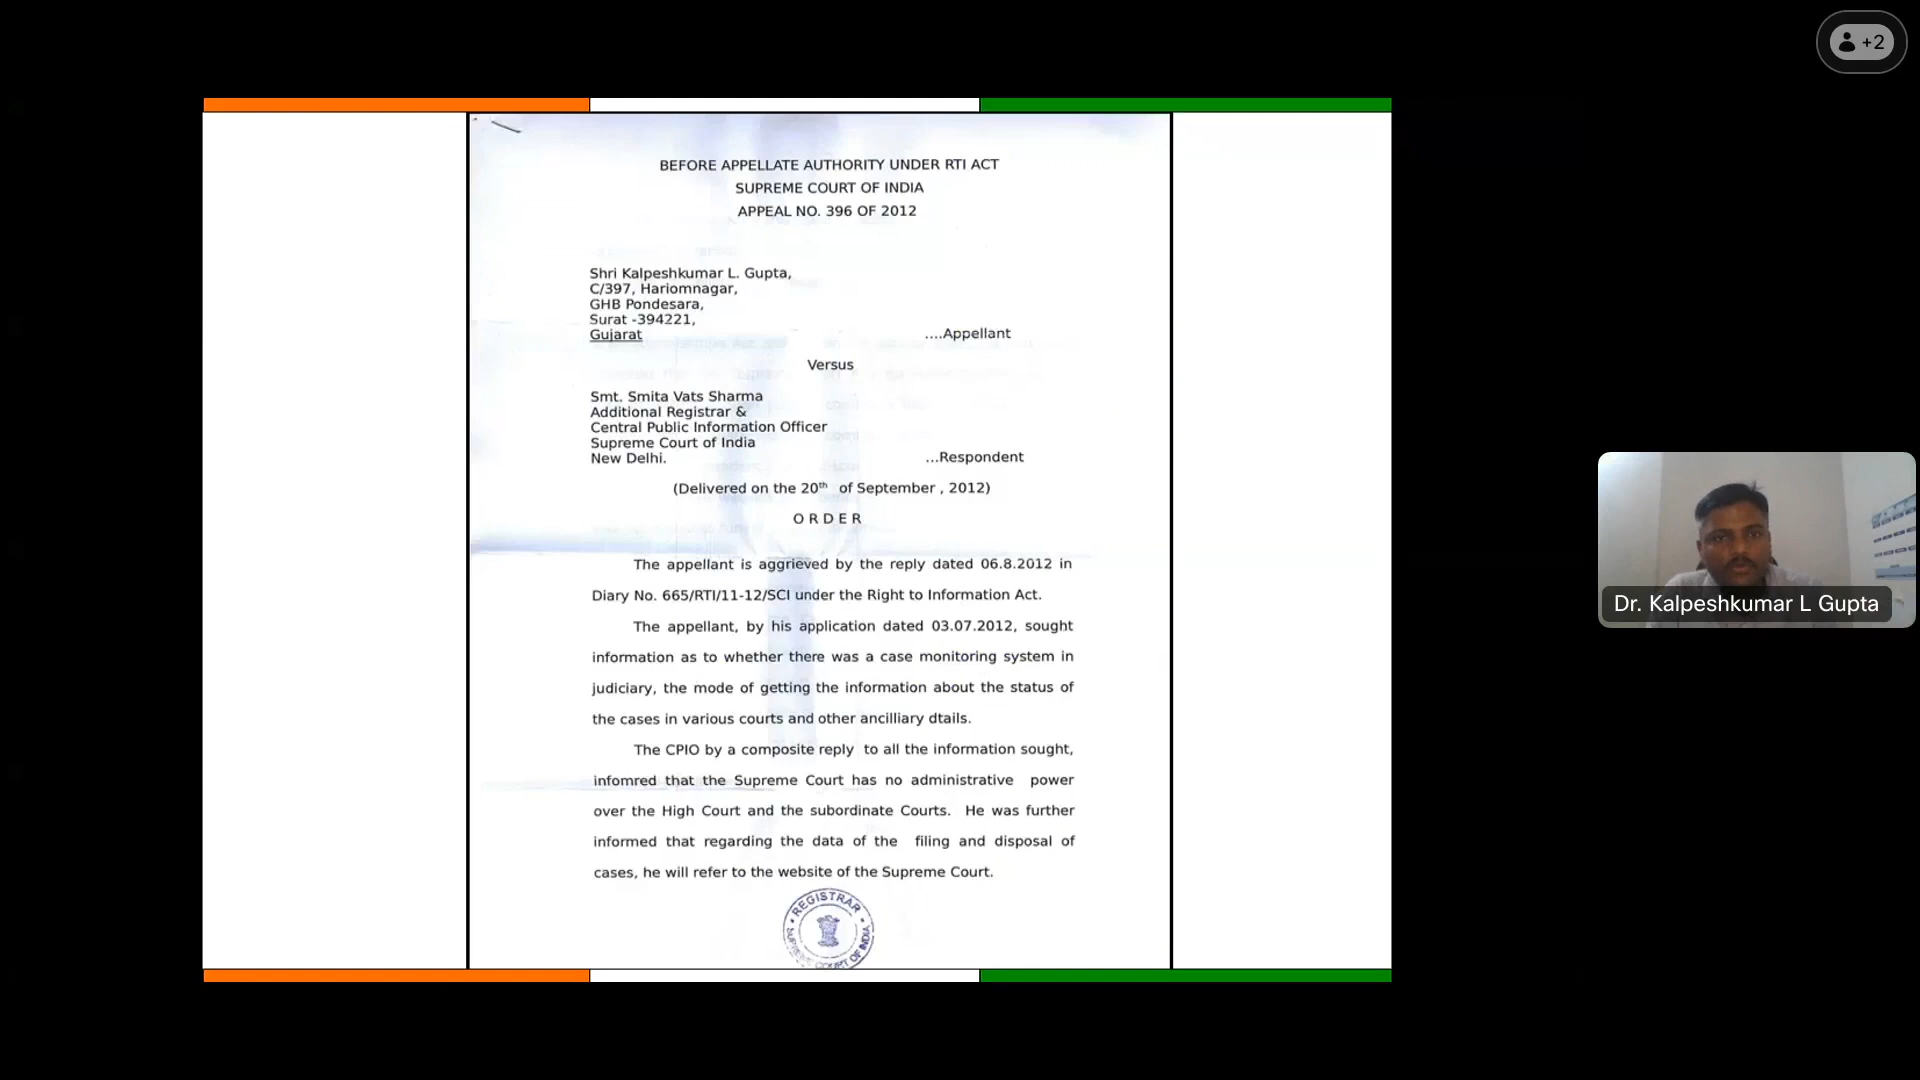 +2
BEFORE APPELLATE AUTHORITY UNDER RTI ACT
SUPREME COURT OF INDIA
APPEAL NO. 396 OF 2012
Shri Kalpeshkumar L. Gupta,
C/397, Hariomnagar,
GHB Pondesara,
Surat -394221,
Gujarat ....Appellant
Versus
Smt. Smita Vats Sharma
Additional Registrar &
Central Public Information Officer
Supreme Court of India
New Delhi. ...Respondent
(Delivered on the 20th of September , 2012)
O R D E R
The appellant is aggrieved by the reply dated 06.8.2012 in
Diary No. 665/RTI/11-12/SCI under the Right to Information Act.
The appellant, by his application dated 03.07.2012, sought
information as to whether there was a case monitoring system in
judiciary, the mode of getting the information about the status of
the cases in various courts and other ancilliary dtails.
The CPIO by a composite reply to all the information sought,
infomred that the Supreme Court has no administrative power
over the High Court and the subordinate Courts. He was further
informed that regarding the data of the filing and disposal of
cases, he will refer to the website of the Supreme Court.
REGISTRAR
SUPREME COURT OF INDIA
Dr. Kalpeshkumar L Gupta